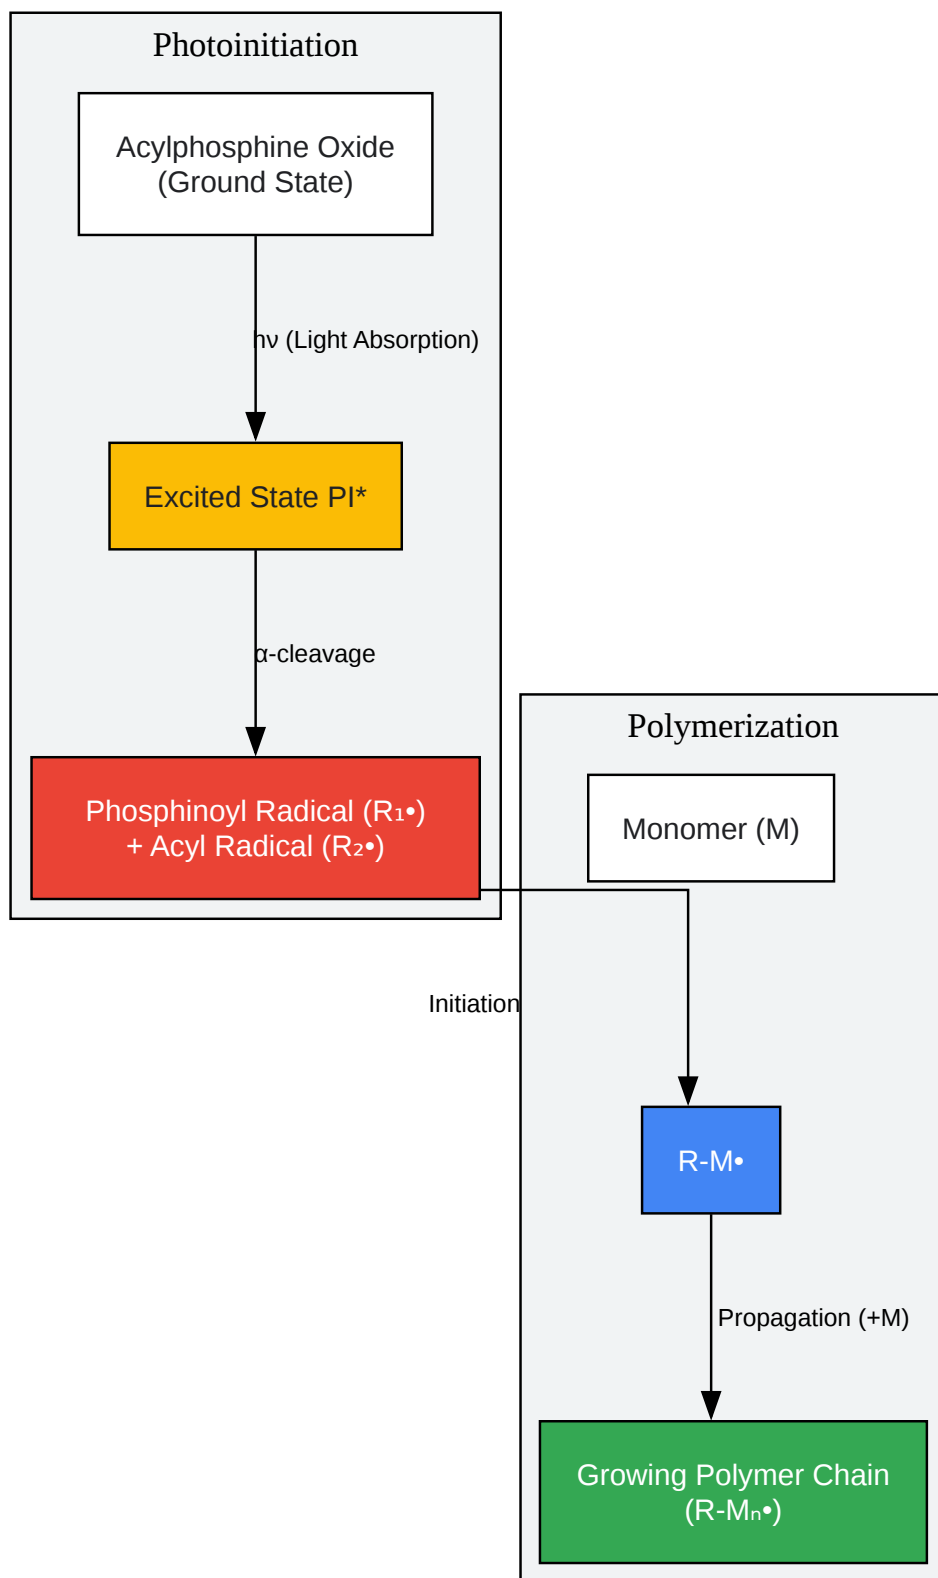 Photoinitiation
Acylphosphine Oxide
(Ground State)
hν (Light Absorption)
Excited State PI*
α-cleavage
Phosphinoyl Radical (R₁•)
+ Acyl Radical (R₂•)
Polymerization
Monomer (M)
Initiation
R-M•
Propagation (+M)
Growing Polymer Chain
(R-Mₙ•)